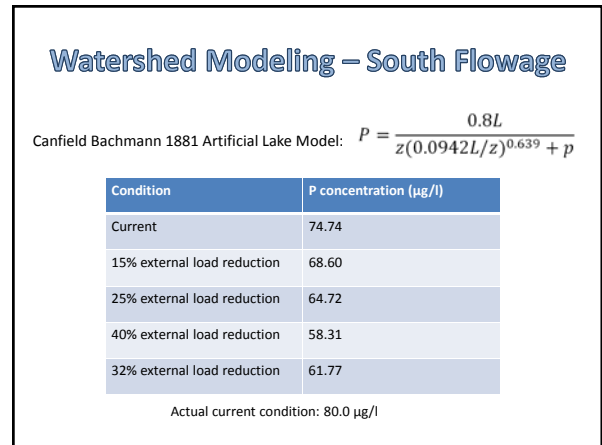 Watershed Modeling – South Flowage
Canfield Bachmann 1881 Artificial Lake Model: P = 0.8L / z(0.0942L/z)^0.639 + p
Condition P concentration (µg/l)
Current 74.74
15% external load reduction 68.60
25% external load reduction 64.72
40% external load reduction 58.31
32% external load reduction 61.77
Actual current condition: 80.0 µg/l